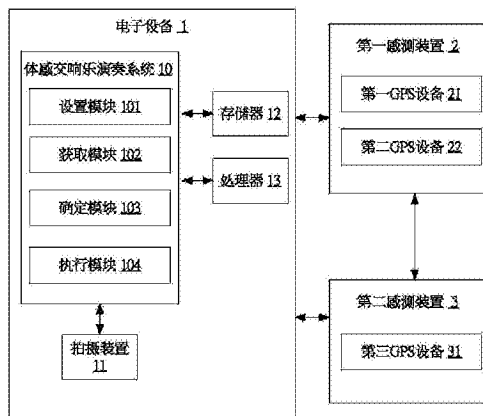 电子设备 1
体感交响乐演奏系统 10
设置模块 101
获取模块 102
确定模块 103
执行模块 104
存储器 12
处理器 13
拍摄装置
11
第一感测装置 2
第一GPS设备 21
第二GPS设备 22
第二感测装置 3
第三GPS设备 31